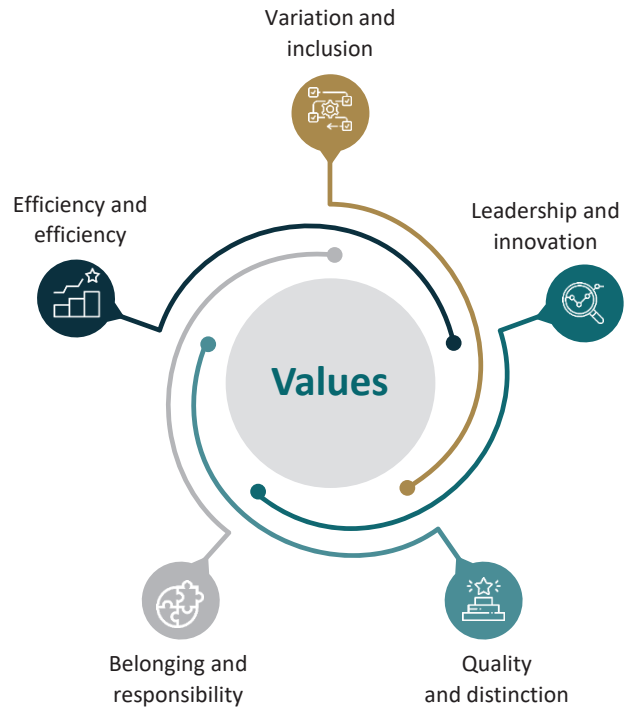 Variation and
inclusion
Efficiency and
efficiency
Leadership and
innovation
Values
Belonging and
responsibility
Quality
and distinction